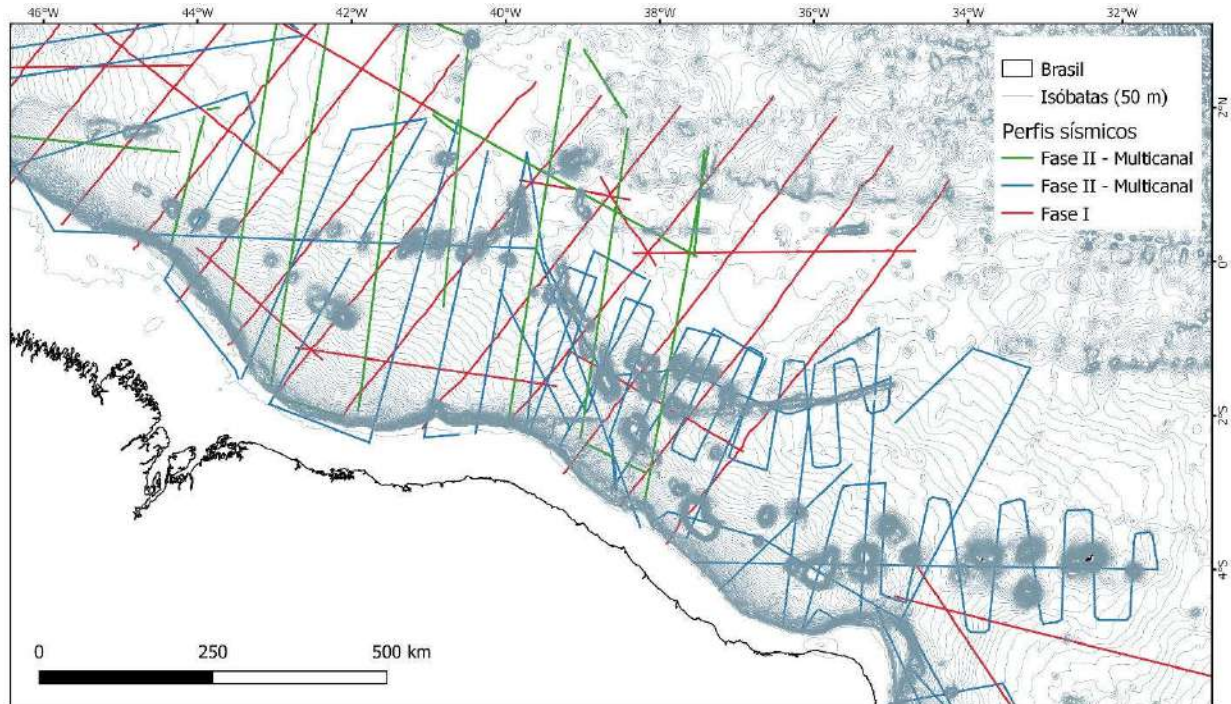 46°W 44°W 42°W 40°W 38°W 36°W 34°W 32°W
Brasil
Isóbatas (50 m)
Perfis sísmicos
Fase II - Multicanal
Fase II - Multicanal
Fase I
2°N
0°
2°S
4°S
0 250 500 km